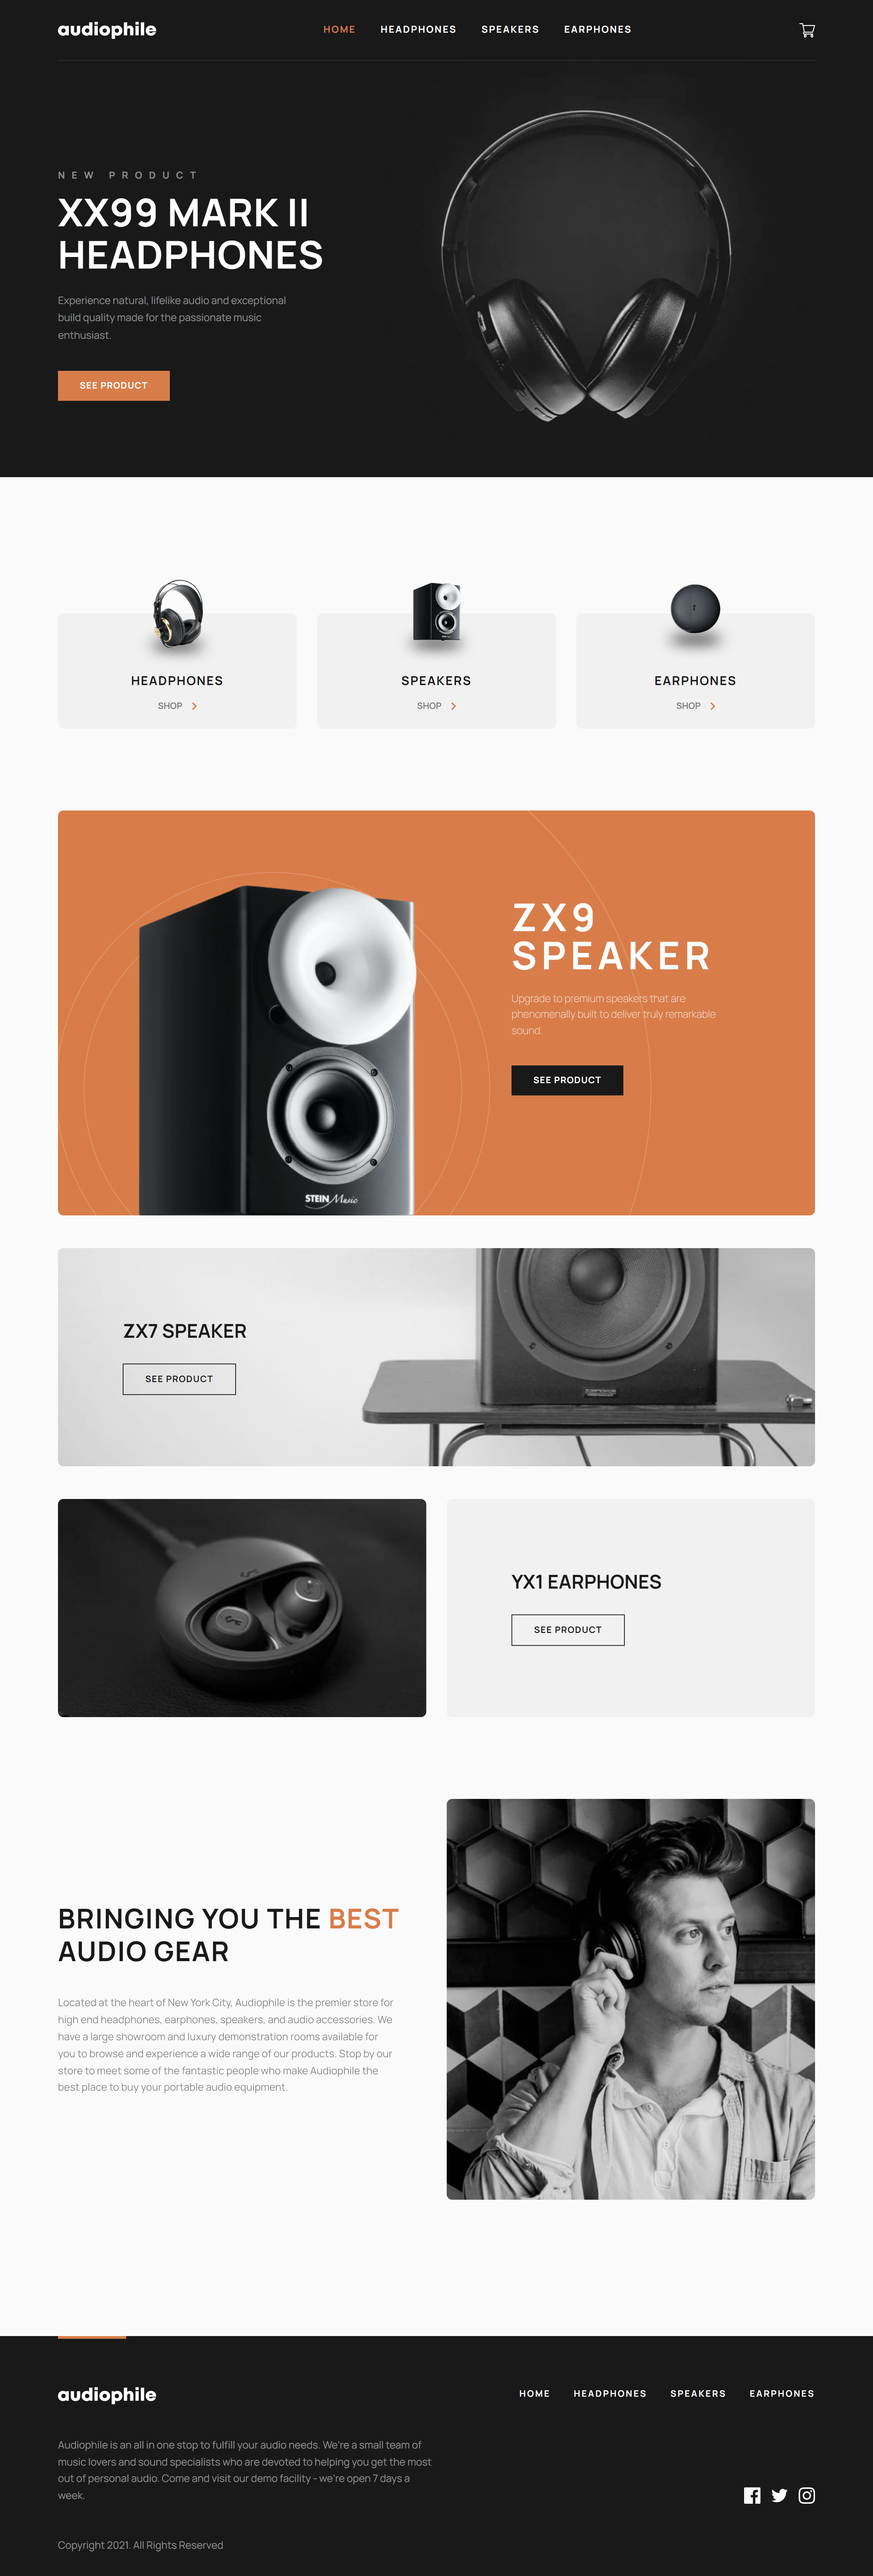 audiophile
HOME HEADPHONES SPEAKERS EARPHONES
NEW PRODUCT
XX99 MARK II
HEADPHONES
Experience natural, lifelike audio and exceptional
build quality made for the passionate music
enthusiast.
SEE PRODUCT
HEADPHONES
SHOP
SPEAKERS
SHOP
EARPHONES
SHOP
ZX9
SPEAKER
Upgrade to premium speakers that are
phenomenally built to deliver truly remarkable
sound.
SEE PRODUCT
STEIN Music
ZX7 SPEAKER
SEE PRODUCT
YX1 EARPHONES
SEE PRODUCT
BRINGING YOU THE BEST
AUDIO GEAR
Located at the heart of New York City, Audiophile is the premier store for
high end headphones, earphones, speakers, and audio accessories. We
have a large showroom and luxury demonstration rooms available for
you to browse and experience a wide range of our products. Stop by our
store to meet some of the fantastic people who make Audiophile the
best place to buy your portable audio equipment.
audiophile
HOME HEADPHONES SPEAKERS EARPHONES
Audiophile is an all in one stop to fulfill your audio needs. We're a small team of
music lovers and sound specialists who are devoted to helping you get the most
out of personal audio. Come and visit our demo facility - we're open 7 days a
week.
Copyright 2021. All Rights Reserved